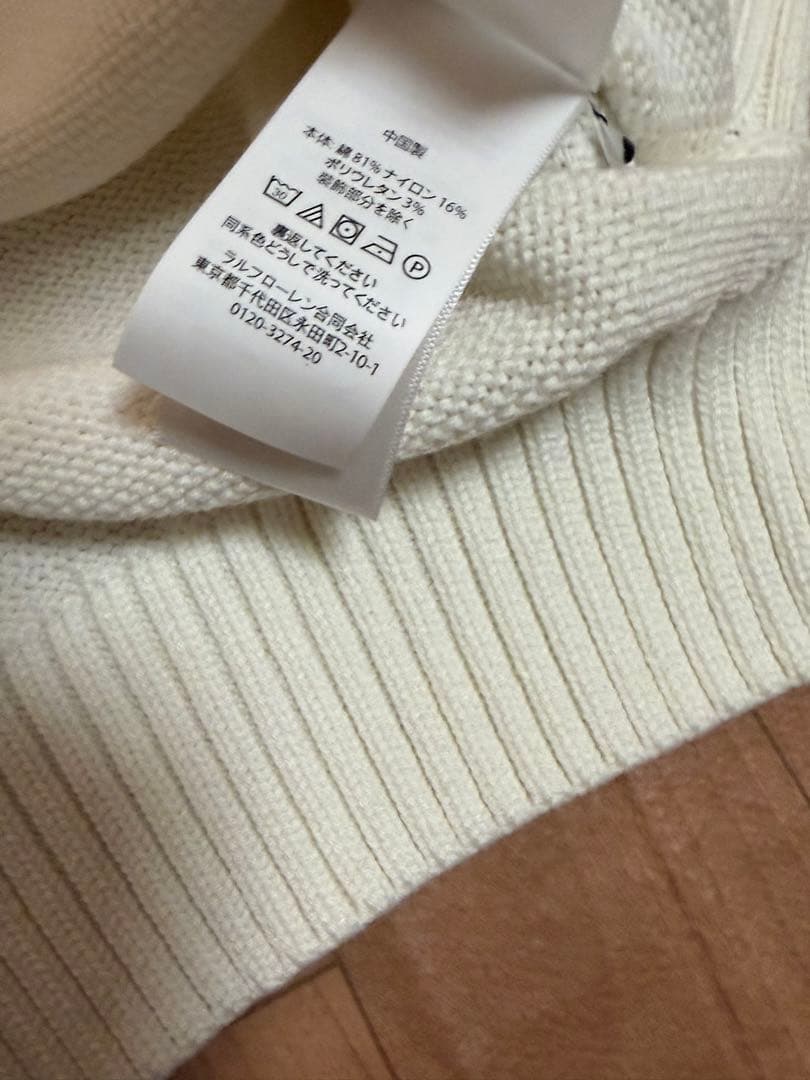 中国製
本体: 綿 81% ナイロン 16%
ポリウレタン 3%
装飾部分を除く
30 P
裏返してください
同系色どうしで洗ってください
ラルフローレン合同会社
東京都千代田区永田町2-10-1
0120-3274-20